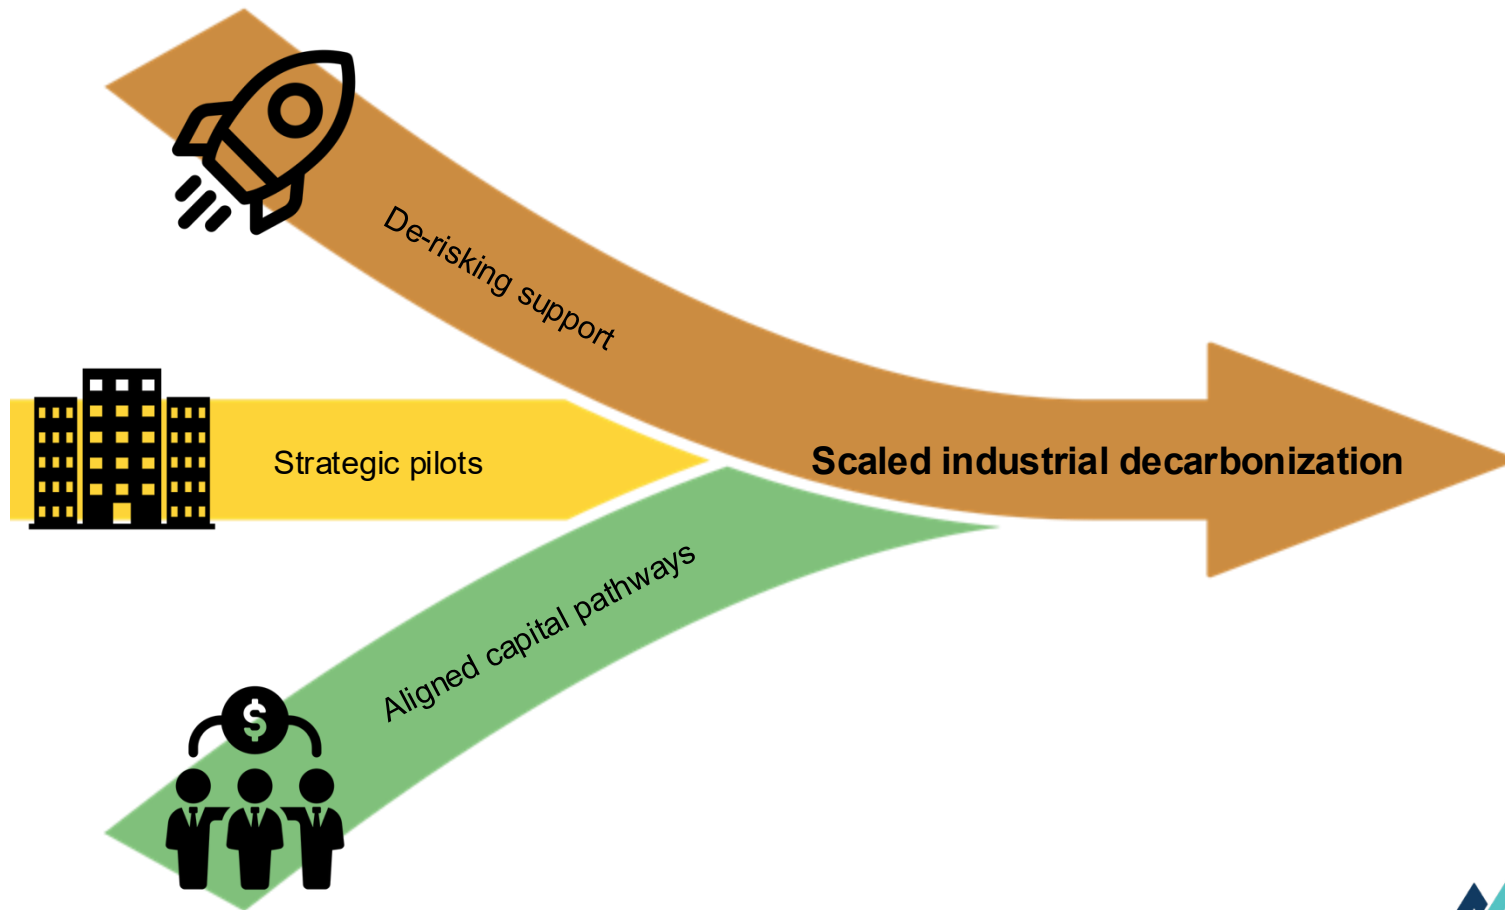 De-risking support
Strategic pilots
Scaled industrial decarbonization
Aligned capital pathways
$